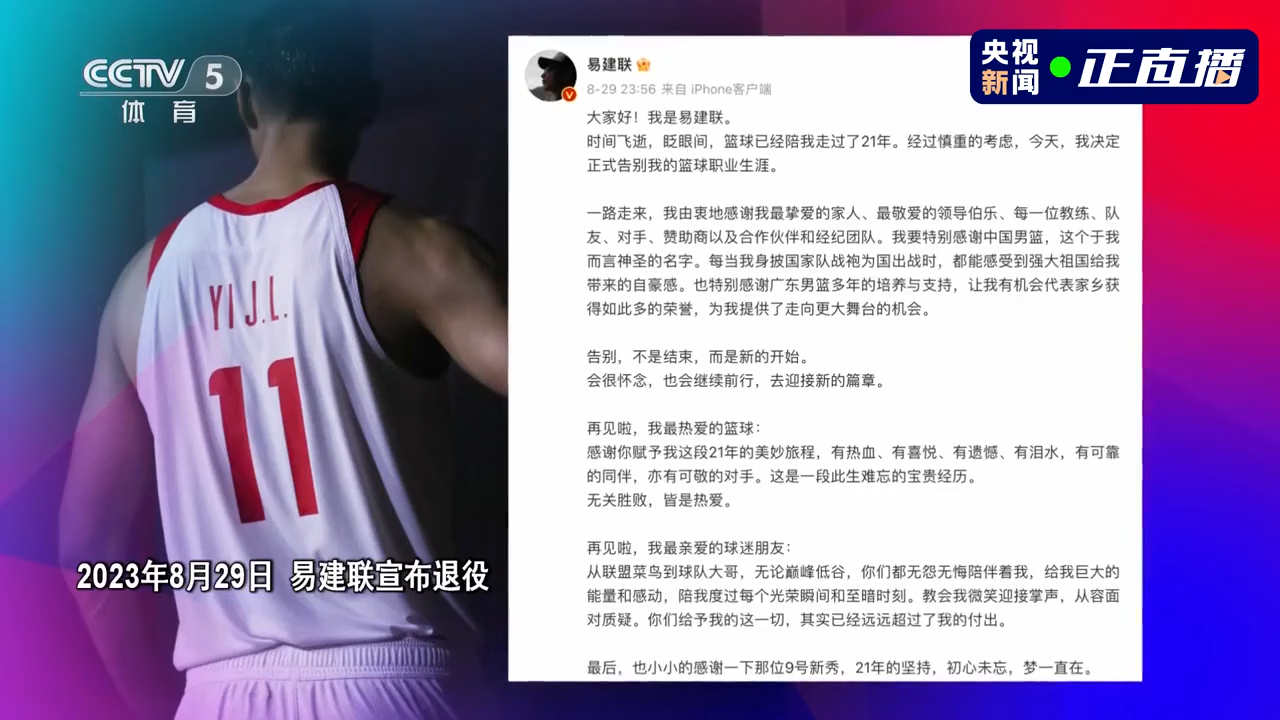 CCTV 5
体育
央视
新闻
正直播
YI J.L.
11
2023年8月29日 易建联宣布退役
易建联
8-29 23:56 来自 iPhone客户端
大家好！我是易建联。
时间飞逝，眨眼间，篮球已经陪我走过了21年。经过慎重的考虑，今天，我决定
正式告别我的篮球职业生涯。
一路走来，我由衷地感谢我最挚爱的家人、最敬爱的领导伯乐、每一位教练、队
友、对手、赞助商以及合作伙伴和经纪团队。我要特别感谢中国男篮，这个于我
而言神圣的名字。每当我身披国家队战袍为国出战时，都能感受到强大祖国给我
带来的自豪感。也特别感谢广东男篮多年的培养与支持，让我有机会代表家乡获
得如此多的荣誉，为我提供了走向更大舞台的机会。
告别，不是结束，而是新的开始。
会很怀念，也会继续前行，去迎接新的篇章。
再见啦，我最热爱的篮球：
感谢你赋予我这段21年的美妙旅程，有热血、有喜悦、有遗憾、有泪水，有可靠
的同伴，亦有可敬的对手。这是一段此生难忘的宝贵经历。
无关胜败，皆是热爱。
再见啦，我最亲爱的球迷朋友：
从联盟菜鸟到球队大哥，无论巅峰低谷，你们都无怨无悔陪伴着我，给我巨大的
能量和感动，陪我度过每个光荣瞬间和至暗时刻。教会我微笑迎接掌声，从容面
对质疑。你们给予我的这一切，其实已经远远超过了我的付出。
最后，也小小的感谢一下那位9号新秀，21年的坚持，初心未忘，梦一直在。